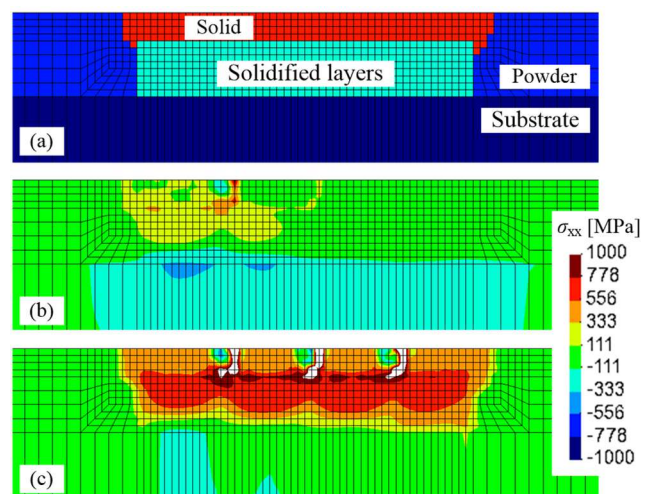 Solid
Solidified layers
Powder
Substrate
(a)
σxx [MPa]
1000
778
556
333
111
-111
-333
-556
-778
-1000
(b)
(c)